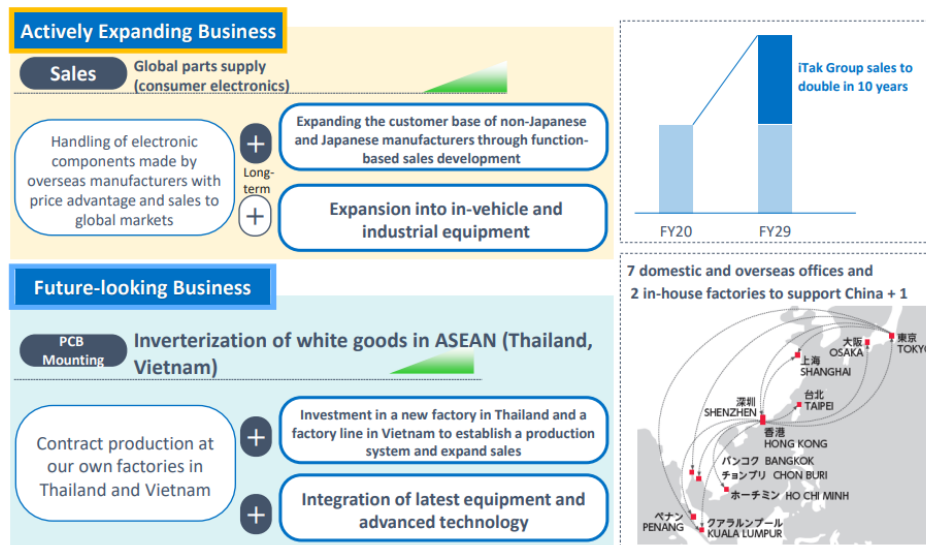 Actively Expanding Business
Sales
Global parts supply
(consumer electronics)
Handling of electronic
components made by
overseas manufacturers with
price advantage and sales to
global markets
+
Long-
term
+
Expanding the customer base of non-Japanese
and Japanese manufacturers through function-
based sales development
Expansion into in-vehicle and
industrial equipment
iTak Group sales to
double in 10 years
FY20
FY29
Future-looking Business
PCB
Mounting
Inverterization of white goods in ASEAN (Thailand,
Vietnam)
Contract production at
our own factories in
Thailand and Vietnam
+
+
Investment in a new factory in Thailand and a
factory line in Vietnam to establish a production
system and expand sales
Integration of latest equipment and
advanced technology
7 domestic and overseas offices and
2 in-house factories to support China + 1
東京
TOKYO
大阪
OSAKA
上海
SHANGHAI
台北
TAIPEI
深圳
SHENZHEN
香港
HONG KONG
バンコク BANGKOK
チョンブリ CHON BURI
ホーチミン HO CHI MINH
ペナン
PENANG
クアラルンプール
KUALA LUMPUR